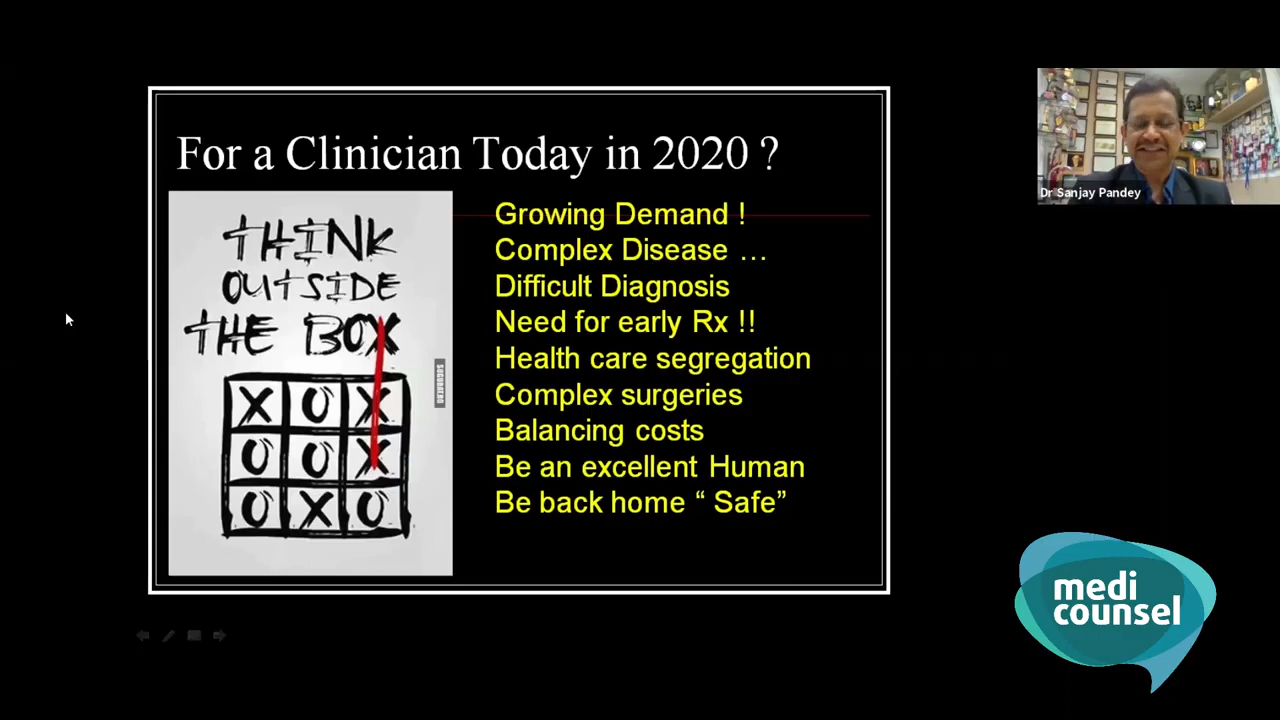 For a Clinician Today in 2020 ?
THINK
OUTSIDE
THE BOX
X O X
O O X
O X O
Growing Demand !
Complex Disease …
Difficult Diagnosis
Need for early Rx !!
Health care segregation
Complex surgeries
Balancing costs
Be an excellent Human
Be back home “ Safe”
Dr Sanjay Pandey
medi
counsel